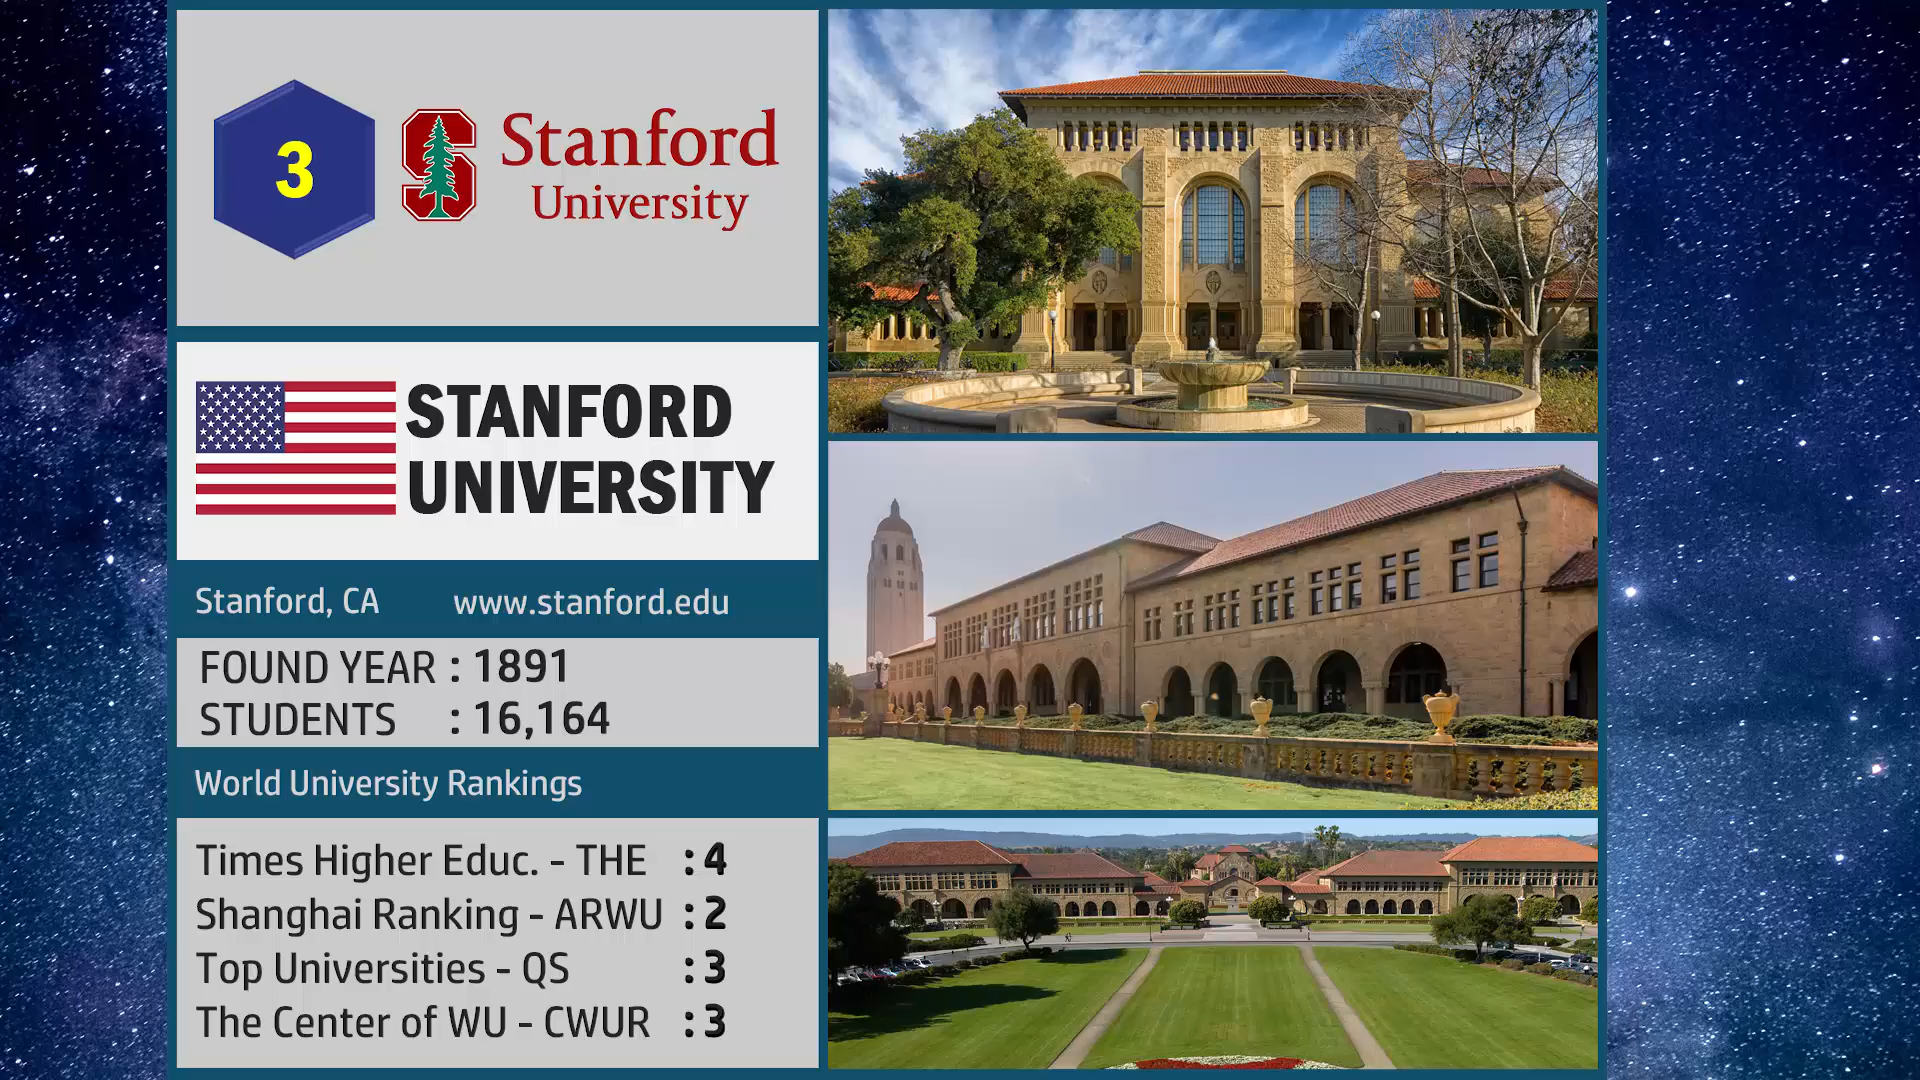 3
Stanford
University
STANFORD
UNIVERSITY
Stanford, CA www.stanford.edu
FOUND YEAR : 1891
STUDENTS : 16,164
World University Rankings
Times Higher Educ. - THE : 4
Shanghai Ranking - ARWU : 2
Top Universities - QS : 3
The Center of WU - CWUR : 3